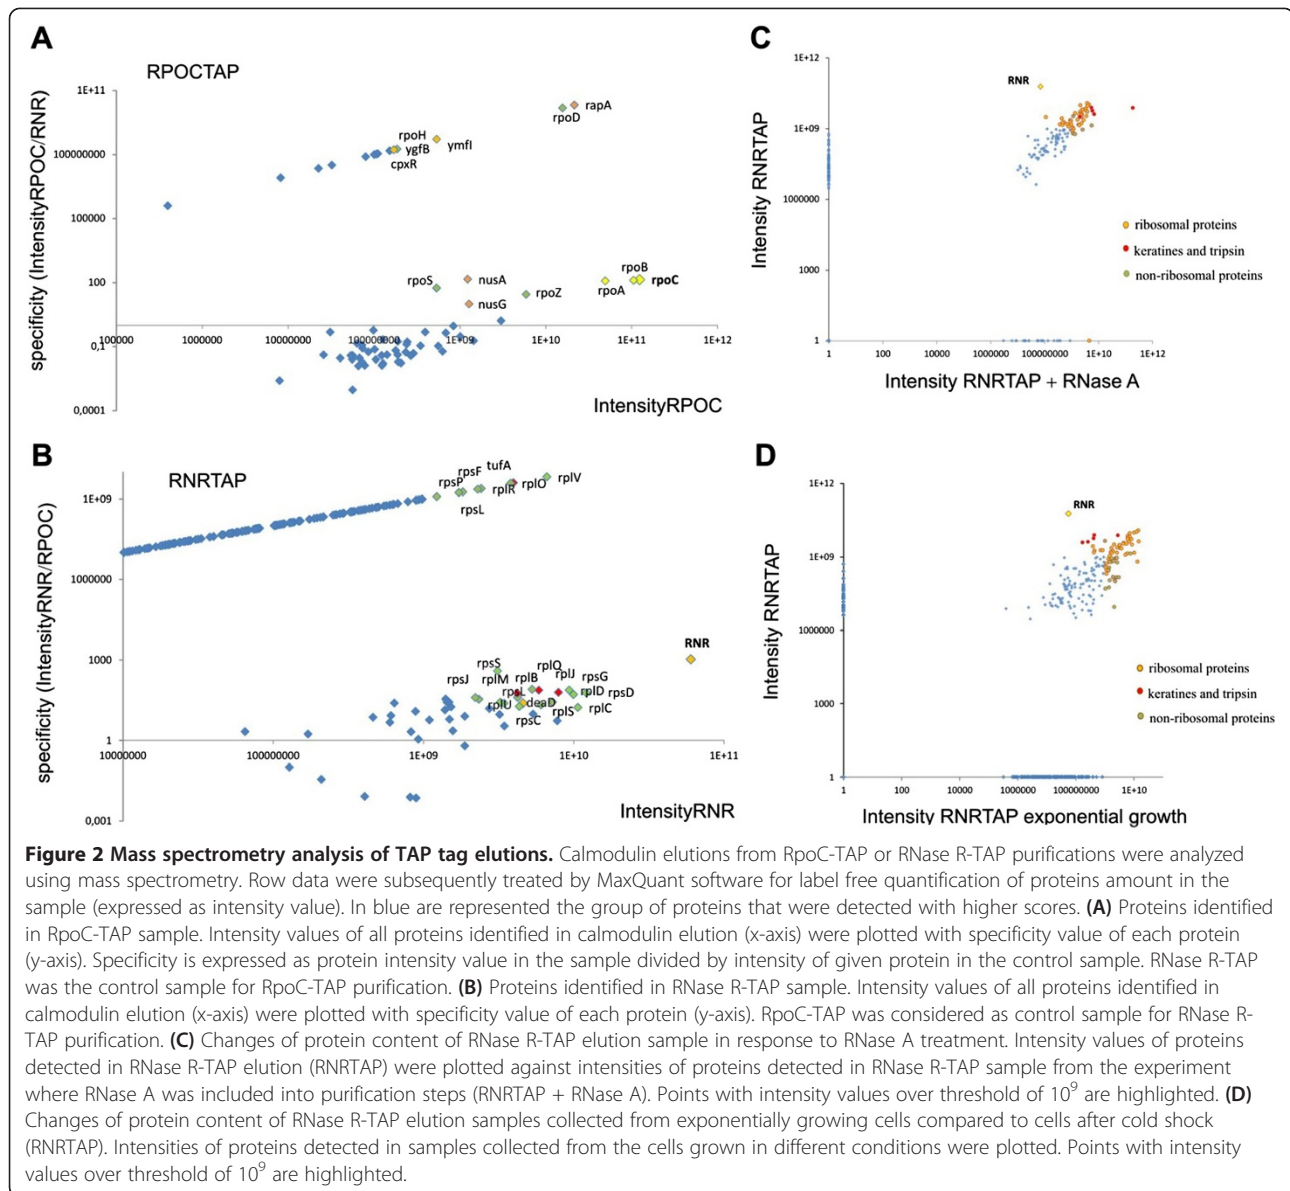 A
RPOCTAP
specificity (IntensityRPOC/RNR)
1E+11
100000000
100000
100
0,1
0,0001
rapA
rpoD
rpoH
ygfB
ymfI
cpxR
rpoS
nusA
nusG
rpoZ
rpoA
rpoB
rpoC
100000
10000000
100000000
1E+09
1E+10
1E+11
1E+12
IntensityRPOC
B
RNRTAP
specificity (IntensityRNR/RPOC)
1E+09
1000000
1000
1
0,001
rpsP
rpsF
tufA
rplR
rplO
rplV
rpsL
RNR
rpsS
rpsJ
rplM
rplB
rplQ
rplJ
rpsG
rplD
rpsD
rplU
deaD
rpsC
rplS
rplC
10000000
100000000
1E+09
1E+10
1E+11
IntensityRNR
C
Intensity RNRTAP
1E+12
1E+09
1000000
1000
1
RNR
ribosomal proteins
keratines and tripsin
non-ribosomal proteins
1
100
10000
1000000
100000000
1E+10
1E+12
Intensity RNRTAP + RNase A
D
Intensity RNRTAP
1E+12
1E+09
1000000
1000
1
RNR
ribosomal proteins
keratines and tripsin
non-ribosomal proteins
1
100
10000
1000000
100000000
1E+10
Intensity RNRTAP exponential growth
Figure 2 Mass spectrometry analysis of TAP tag elutions. Calmodulin elutions from RpoC-TAP or RNase R-TAP purifications were analyzed
using mass spectrometry. Row data were subsequently treated by MaxQuant software for label free quantification of proteins amount in the
sample (expressed as intensity value). In blue are represented the group of proteins that were detected with higher scores. (A) Proteins identified
in RpoC-TAP sample. Intensity values of all proteins identified in calmodulin elution (x-axis) were plotted with specificity value of each protein
(y-axis). Specificity is expressed as protein intensity value in the sample divided by intensity of given protein in the control sample. RNase R-TAP
was the control sample for RpoC-TAP purification. (B) Proteins identified in RNase R-TAP sample. Intensity values of all proteins identified in
calmodulin elution (x-axis) were plotted with specificity value of each protein (y-axis). RpoC-TAP was considered as control sample for RNase R-
TAP purification. (C) Changes of protein content of RNase R-TAP elution sample in response to RNase A treatment. Intensity values of proteins
detected in RNase R-TAP elution (RNRTAP) were plotted against intensities of proteins detected in RNase R-TAP sample from the experiment
where RNase A was included into purification steps (RNRTAP + RNase A). Points with intensity values over threshold of 10⁹ are highlighted. (D)
Changes of protein content of RNase R-TAP elution samples collected from exponentially growing cells compared to cells after cold shock
(RNRTAP). Intensities of proteins detected in samples collected from the cells grown in different conditions were plotted. Points with intensity
values over threshold of 10⁹ are highlighted.